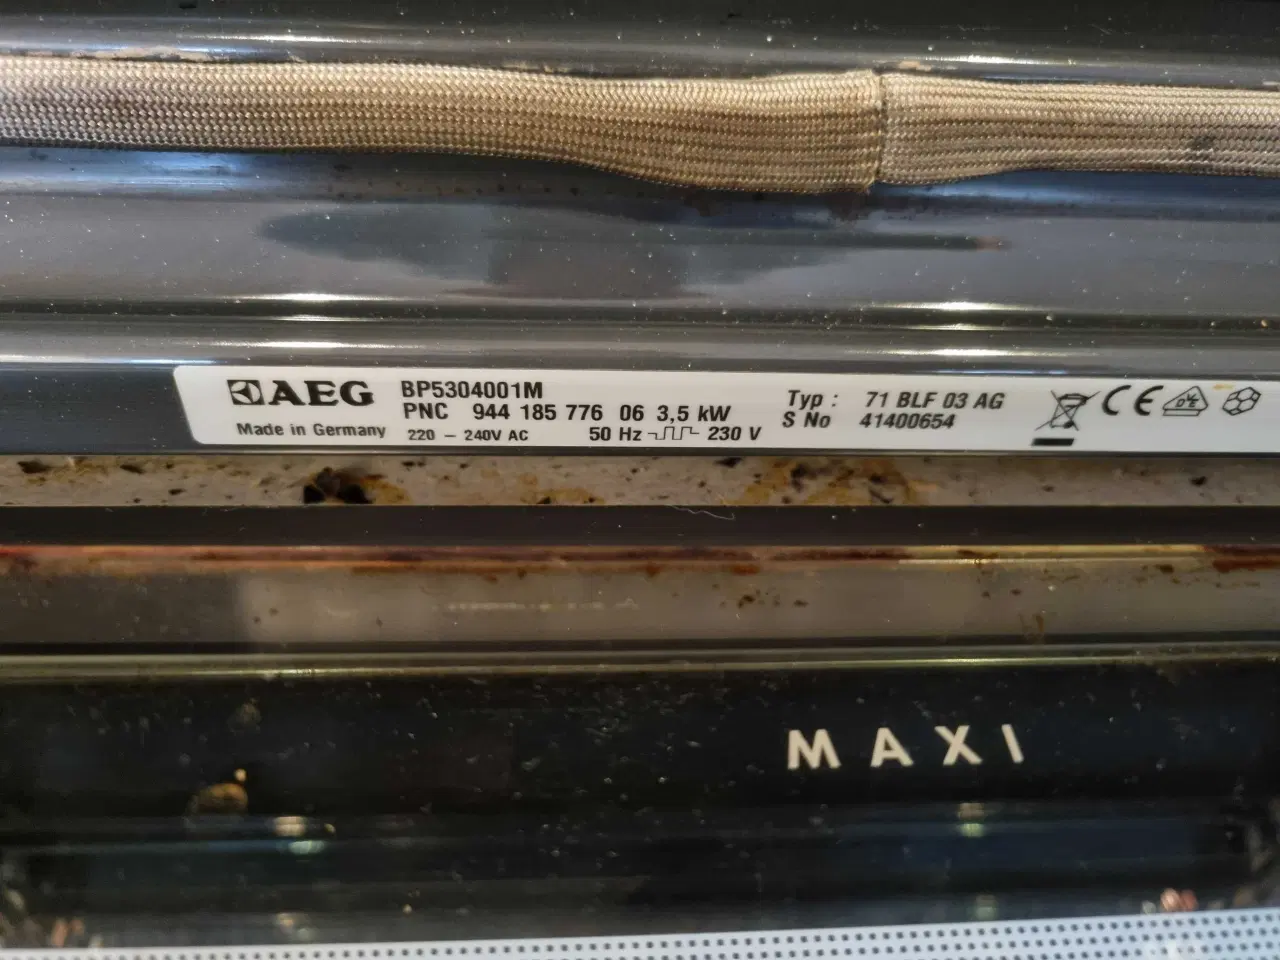 AEG BP5304001M
PNC 944 185 776 06 3,5 kW
Made in Germany 220 – 240V AC 50 Hz 230 V
Typ : 71 BLF 03 AG
S No 41400654
CE
MAXI